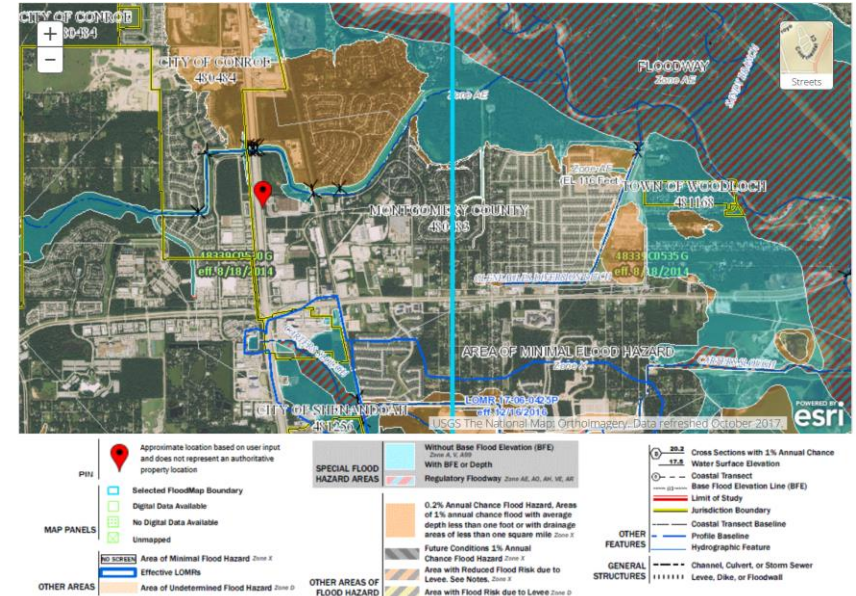 CITY OF CONROE
480484
CITY OF CONROE
480484
+
−
Streets
FLOODWAY
Zone AE
SANDY BRANCH
Zone AE
Zone AE
(EL 116 Feet)
TOWN OF WOODLOCH
481168
MONTGOMERY COUNTY
480483
eff. 8/18/2014
48339C0535G
eff. 8/18/2014
AREA OF MINIMAL FLOOD HAZARD
Zone X
LOMR 17-06-0425P
CITY OF SHENANDOAH
481256
POWERED BY
esri
USGS The National Map: Orthoimagery. Data refreshed October 2017.
PIN
Approximate location based on user input
and does not represent an authoritative
property location
MAP PANELS
Selected FloodMap Boundary
Digital Data Available
No Digital Data Available
Unmapped
OTHER AREAS
NO SCREEN Area of Minimal Flood Hazard Zone X
Effective LOMRs
Area of Undetermined Flood Hazard Zone D
SPECIAL FLOOD
HAZARD AREAS
Without Base Flood Elevation (BFE)
Zone A, V, A99
With BFE or Depth
Regulatory Floodway Zone AE, AO, AH, VE, AR
OTHER AREAS OF
FLOOD HAZARD
0.2% Annual Chance Flood Hazard, Areas
of 1% annual chance flood with average
depth less than one foot or with drainage
areas of less than one square mile Zone X
Future Conditions 1% Annual
Chance Flood Hazard Zone X
Area with Reduced Flood Risk due to
Levee. See Notes. Zone X
Area with Flood Risk due to Levee Zone D
OTHER
FEATURES
20.2 Cross Sections with 1% Annual Chance
17.5 Water Surface Elevation
Coastal Transect
Base Flood Elevation Line (BFE)
Limit of Study
Jurisdiction Boundary
Coastal Transect Baseline
Profile Baseline
Hydrographic Feature
GENERAL
STRUCTURES
Channel, Culvert, or Storm Sewer
Levee, Dike, or Floodwall